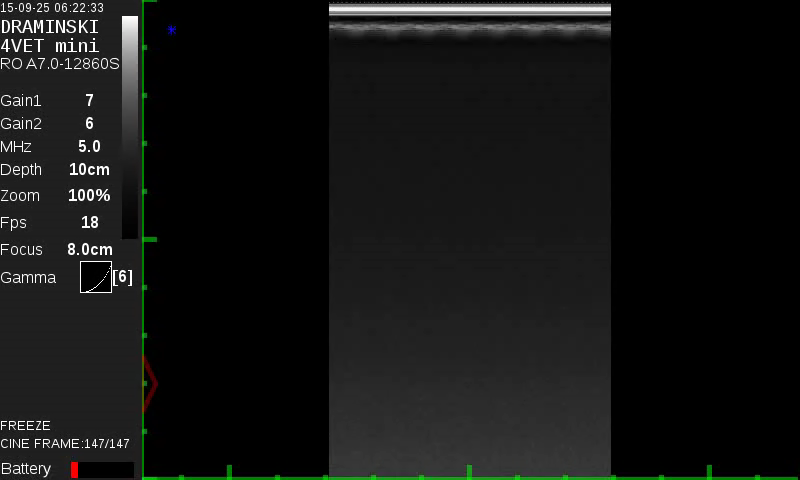 15-09-25 06:22:33
DRAMINSKI
4VET mini
RO A7.0-12860S
Gain1 7
Gain2 6
MHz 5.0
Depth 10cm
Zoom 100%
Fps 18
Focus 8.0cm
Gamma [6]
FREEZE
CINE FRAME:147/147
Battery